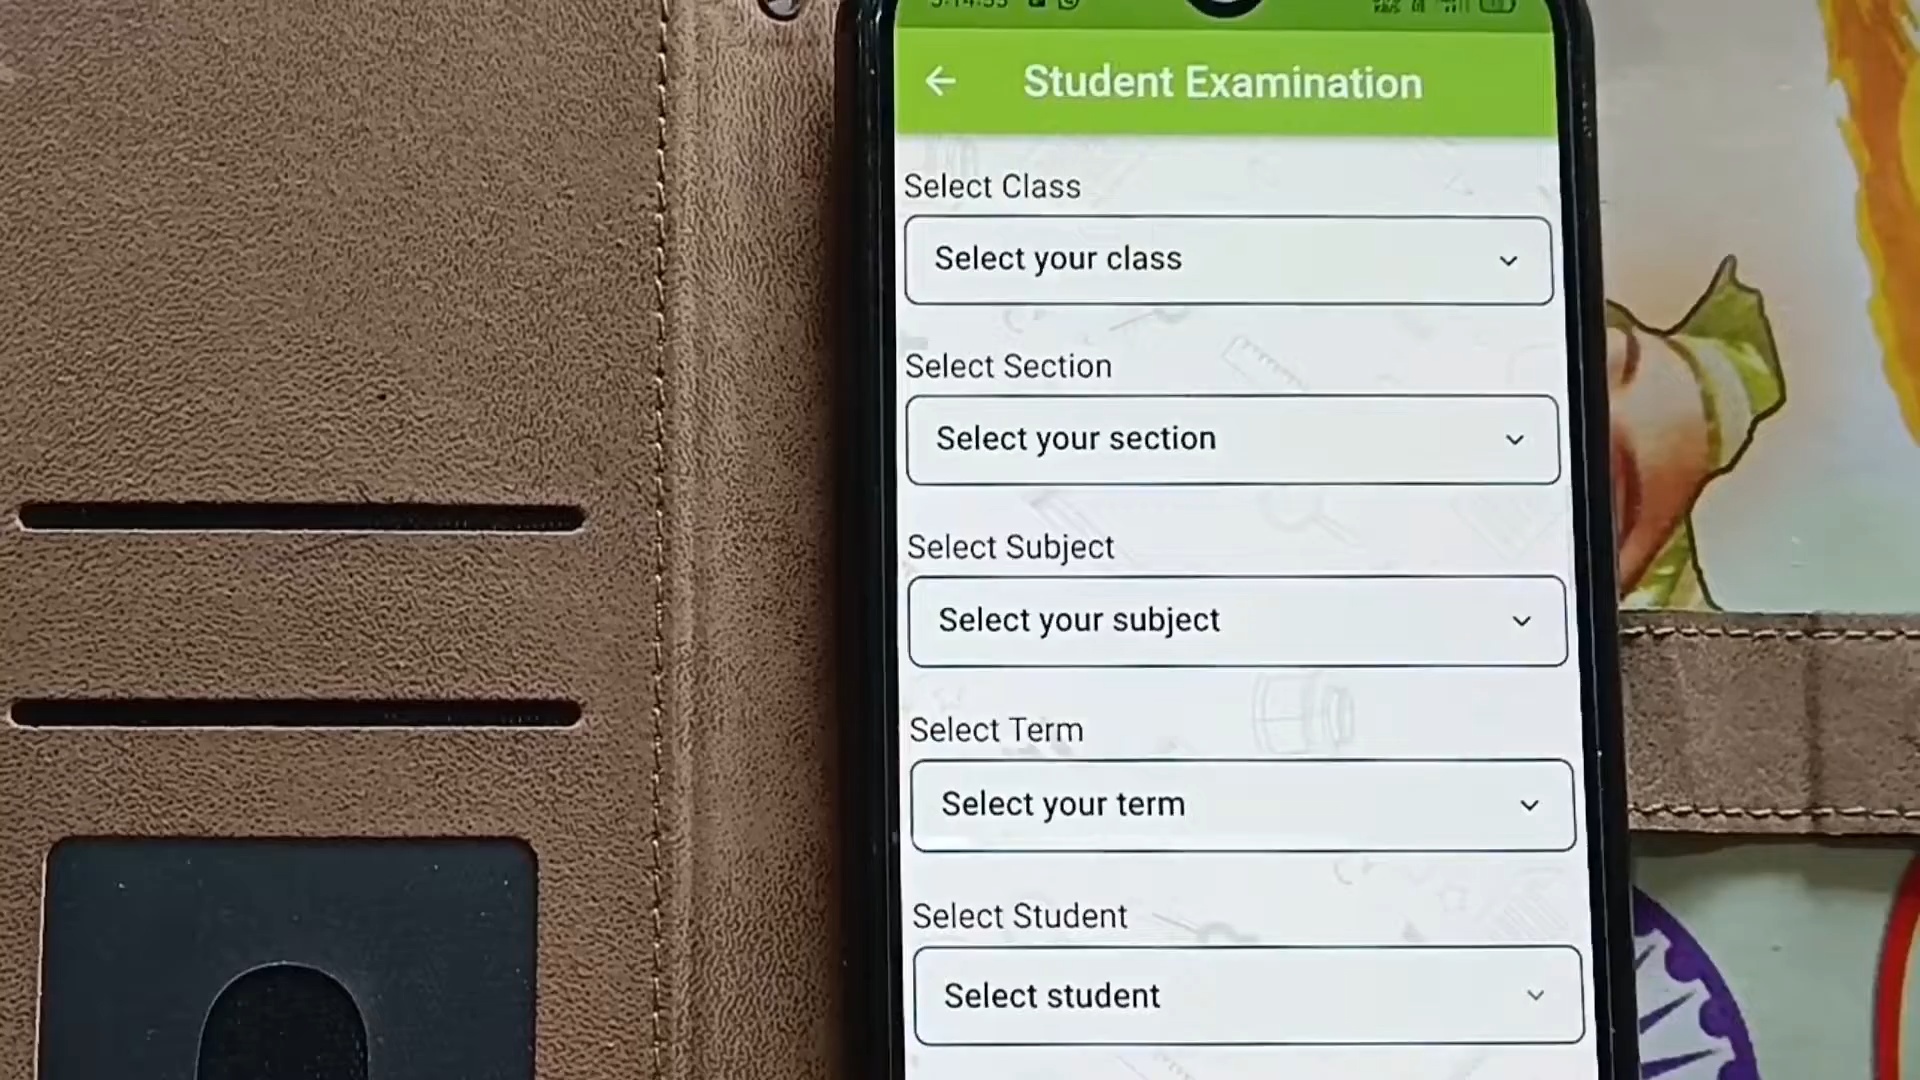 Student Examination
Select Class
Select your class
Select Section
Select your section
Select Subject
Select your subject
Select Term
Select your term
Select Student
Select student